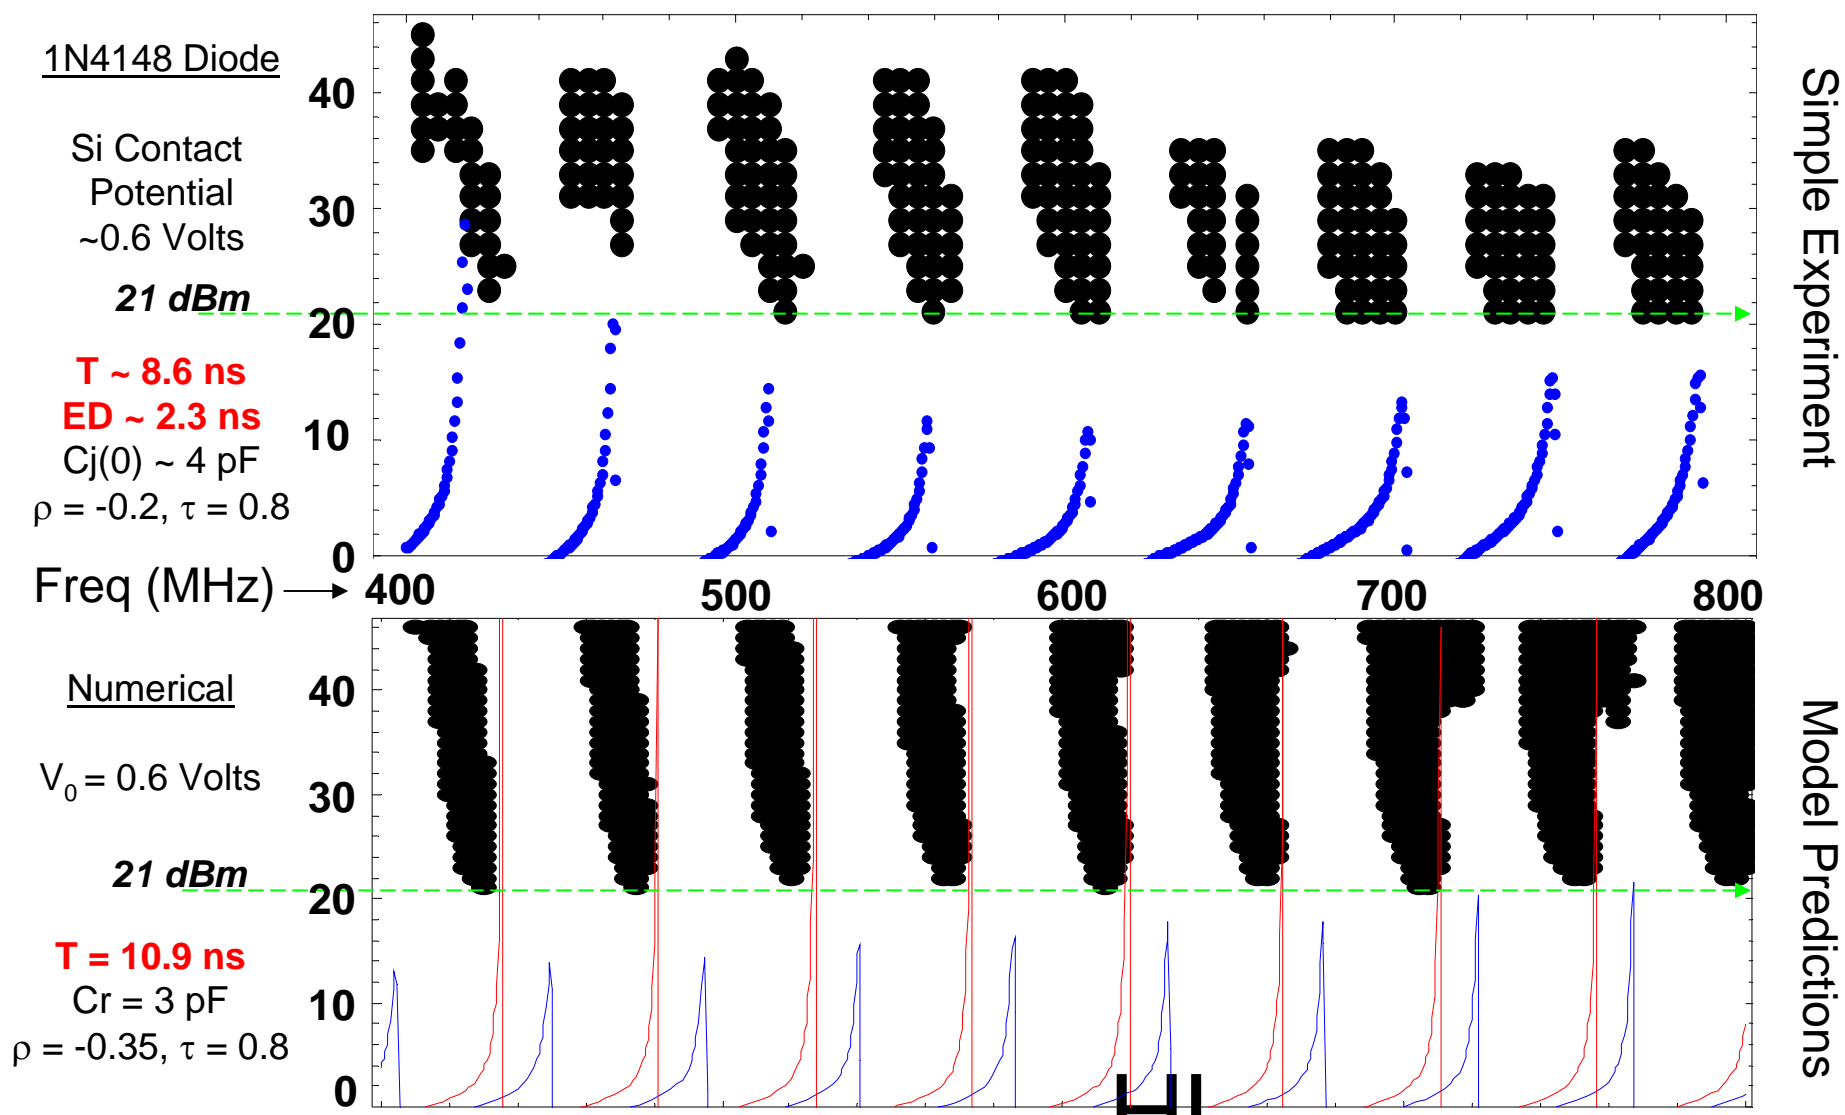 1N4148 Diode
Si Contact
Potential
~0.6 Volts
21 dBm
T ~ 8.6 ns
ED ~ 2.3 ns
Cj(0) ~ 4 pF
ρ = -0.2, τ = 0.8
40
30
20
10
0
Simple Experiment
Freq (MHz)
400 500 600 700 800
Numerical
V₀ = 0.6 Volts
21 dBm
T = 10.9 ns
Cr = 3 pF
ρ = -0.35, τ = 0.8
40
30
20
10
0
Model Predictions